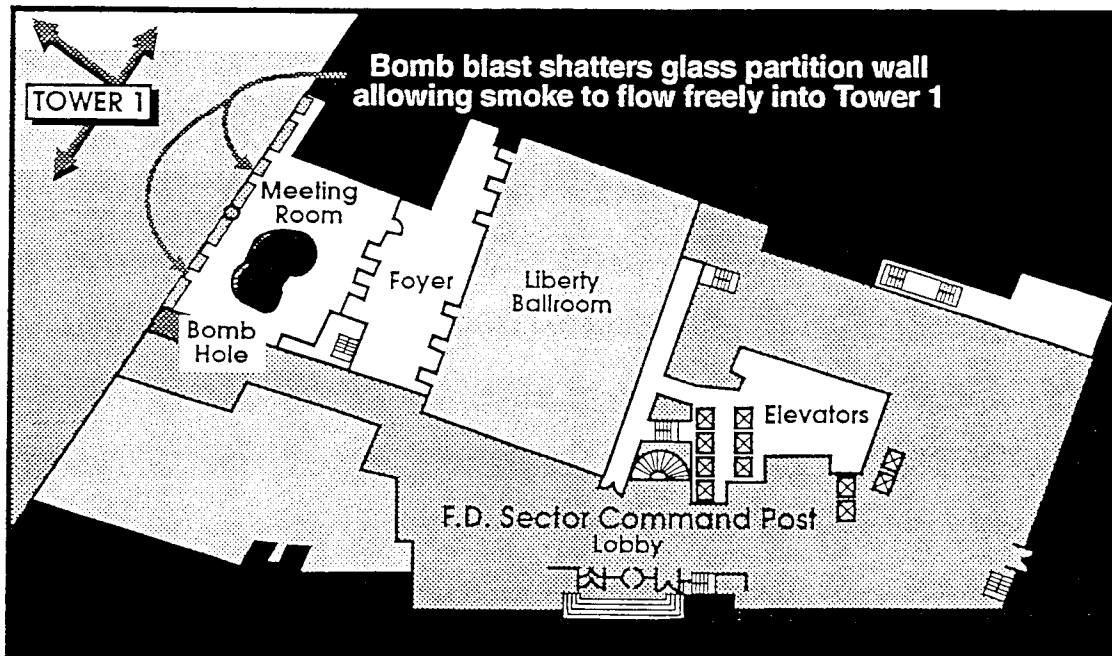 Bomb blast shatters glass partition wall
allowing smoke to flow freely into Tower 1
TOWER 1
Meeting
Room
Foyer
Liberty
Ballroom
Bomb
Hole
Elevators
F.D. Sector Command Post
Lobby